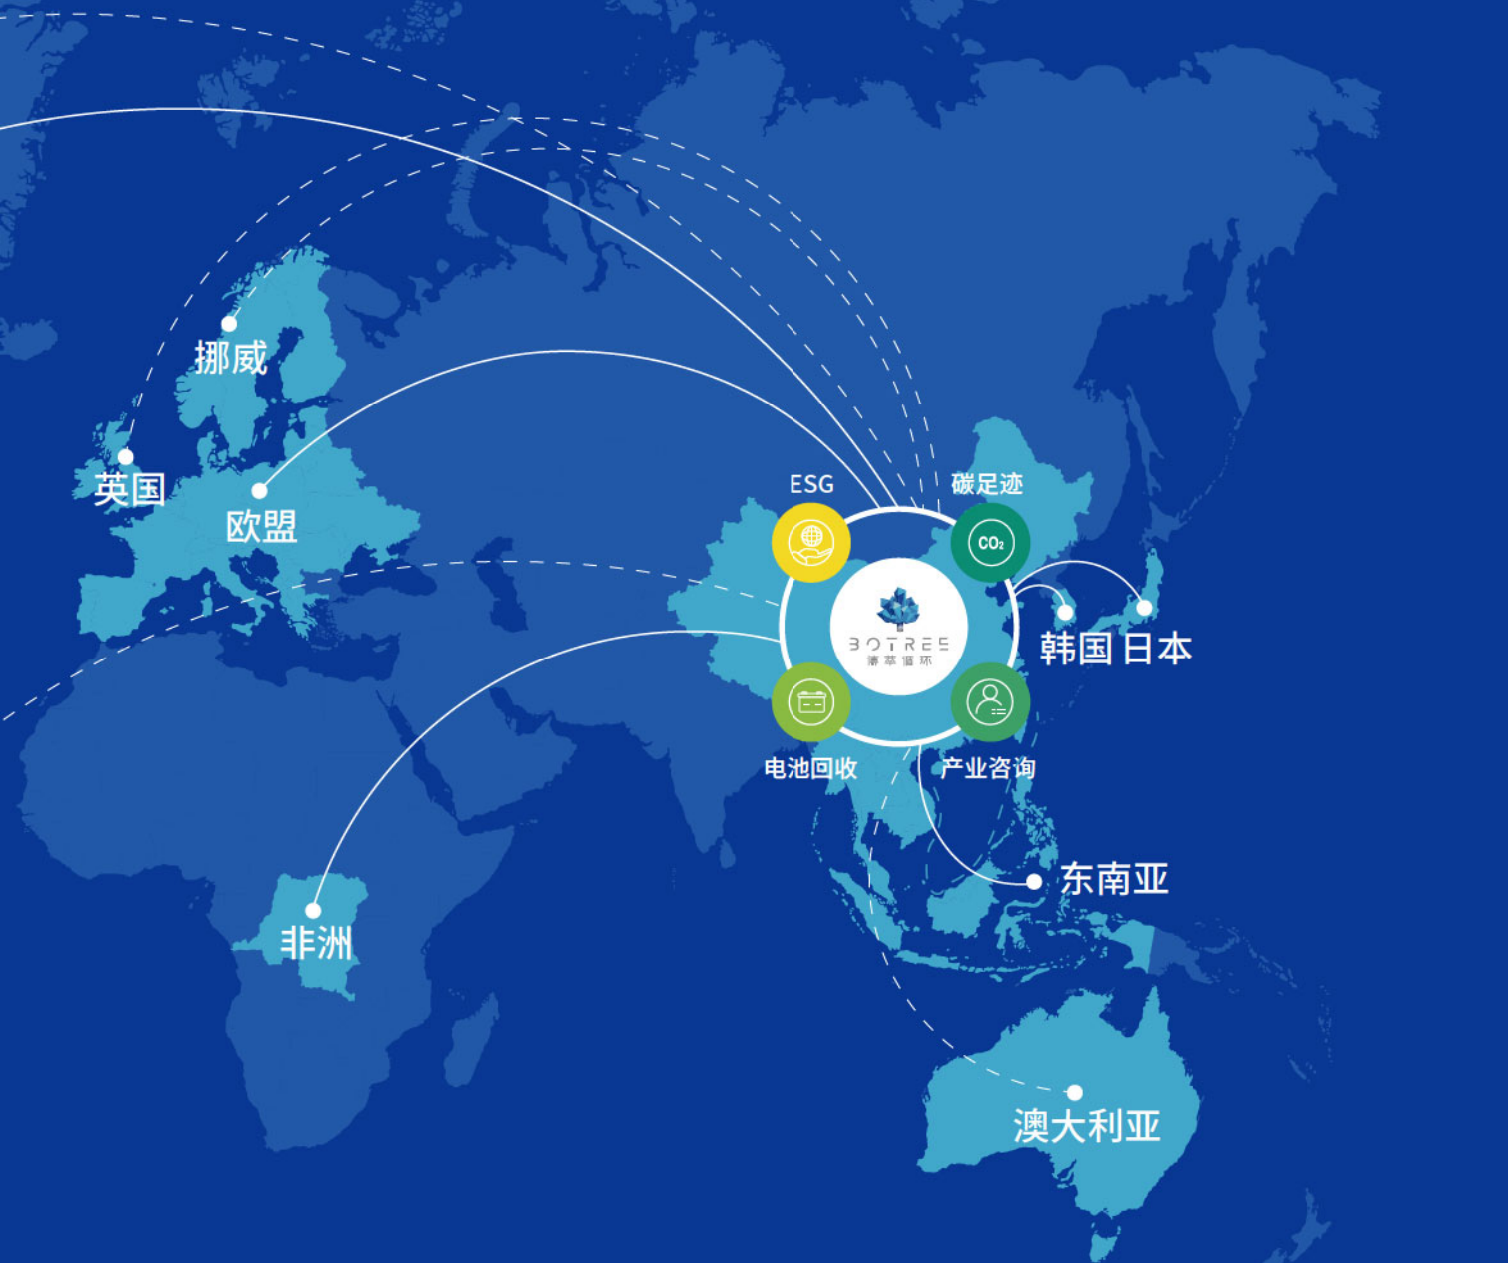 挪威
英国
欧盟
ESG
碳足迹
CO₂
BOTREE
博萃循环
韩国
日本
电池回收
产业咨询
东南亚
非洲
澳大利亚